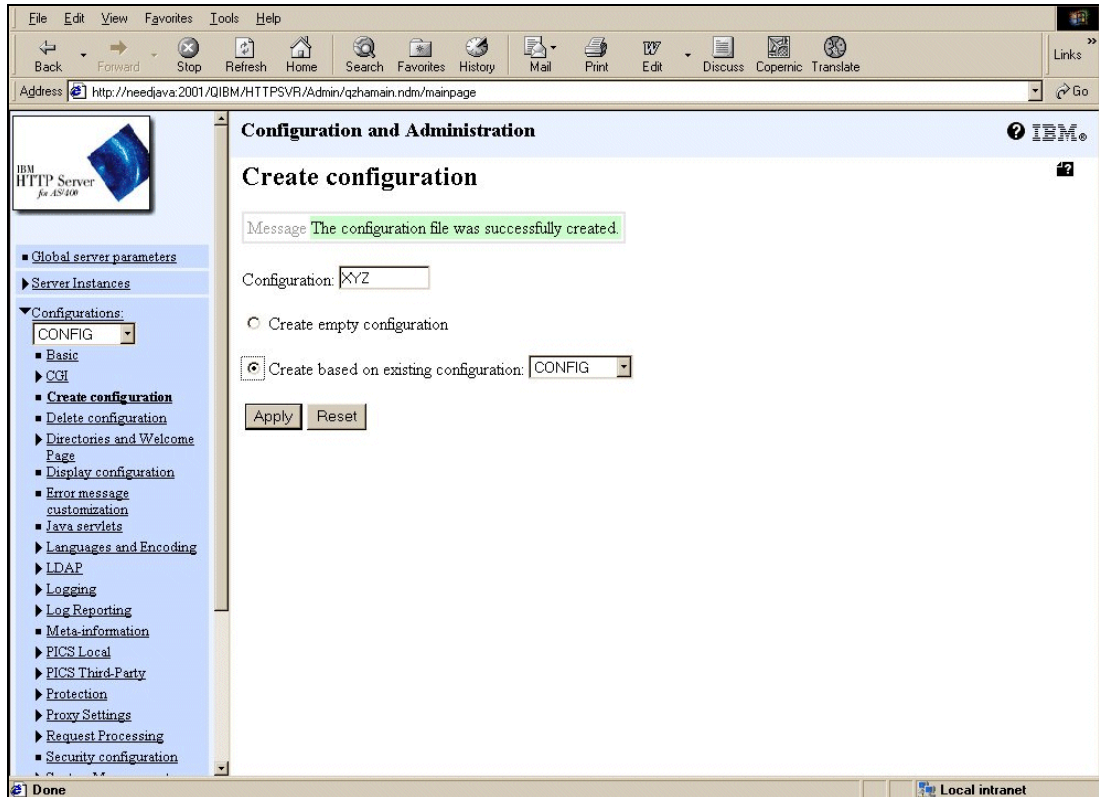 File Edit View Favorites Tools Help
Back Forward Stop Refresh Home Search Favorites History Mail Print Edit Discuss Copernic Translate Links »
Address http://needjava:2001/QIBM/HTTPSVR/Admin/qzhamain.ndm/mainpage Go
IBM
HTTP Server
for AS/400
Global server parameters
Server Instances
Configurations:
CONFIG
Basic
CGI
Create configuration
Delete configuration
Directories and Welcome
Page
Display configuration
Error message
customization
Java servlets
Languages and Encoding
LDAP
Logging
Log Reporting
Meta-information
PICS Local
PICS Third-Party
Protection
Proxy Settings
Request Processing
Security configuration
Configuration and Administration
? IBM®
Create configuration
Message The configuration file was successfully created.
Configuration: XYZ
Create empty configuration
Create based on existing configuration: CONFIG
Apply Reset
Done
Local intranet